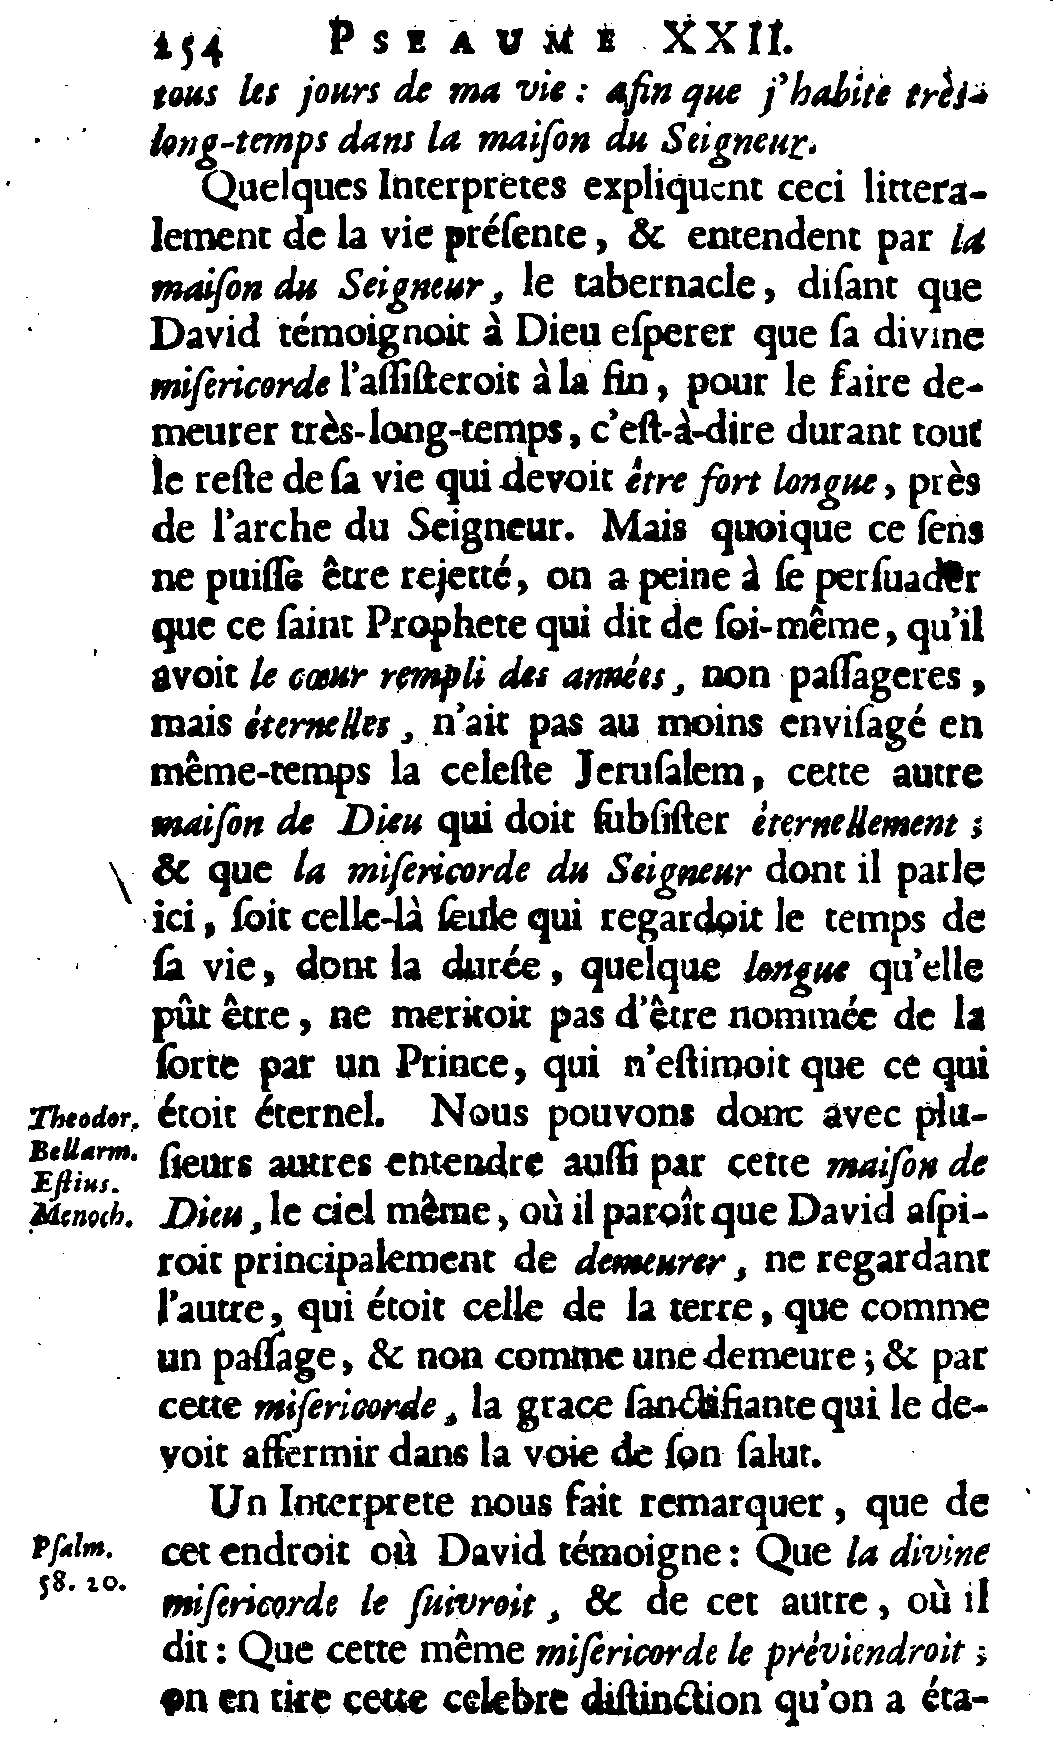 254 PSEAUME XXII.
tous les jours de ma vie : afin que j'habite très-
long-temps dans la maiſon du Seigneur.
Quelques Interpretes expliquent ceci littera-
lement de la vie préſente, & entendent par la
maiſon du Seigneur, le tabernacle, diſant que
David témoignoit à Dieu eſperer que ſa divine
miſericorde l'aſſiſteroit à la fin, pour le faire de-
meurer très-long-temps, c'eſt-à-dire durant tout
le reſte de ſa vie qui devoit être fort longue, près
de l'arche du Seigneur. Mais quoique ce ſens
ne puiſſe être rejetté, on a peine à ſe perſuader
que ce ſaint Prophete qui dit de ſoi-même, qu'il
avoit le cœur rempli des années, non paſſageres,
mais éternelles, n'ait pas au moins enviſagé en
même-temps la celeſte Jeruſalem, cette autre
maiſon de Dieu qui doit ſubſiſter éternellement ;
& que la miſericorde du Seigneur dont il parle
ici, ſoit celle-là ſeule qui regardoit le temps de
ſa vie, dont la durée, quelque longue qu'elle
pût être, ne meritoit pas d'être nommée de la
ſorte par un Prince, qui n'eſtimoit que ce qui
étoit éternel. Nous pouvons donc avec plu-
ſieurs autres entendre auſſi par cette maiſon de
Dieu, le ciel même, où il paroît que David aſpi-
roit principalement de demeurer, ne regardant
l'autre, qui étoit celle de la terre, que comme
un paſſage, & non comme une demeure ; & par
cette miſericorde, la grace ſanctifiante qui le de-
voit affermir dans la voie de ſon ſalut.
Theodor.
Bellarm.
Eſtius.
Menoch.
Un Interprete nous fait remarquer, que de
cet endroit où David témoigne : Que la divine
miſericorde le ſuivroit, & de cet autre, où il
dit : Que cette même miſericorde le préviendroit ;
on en tire cette celebre diſtinction qu'on a éta-
Pſalm.
58. 20.